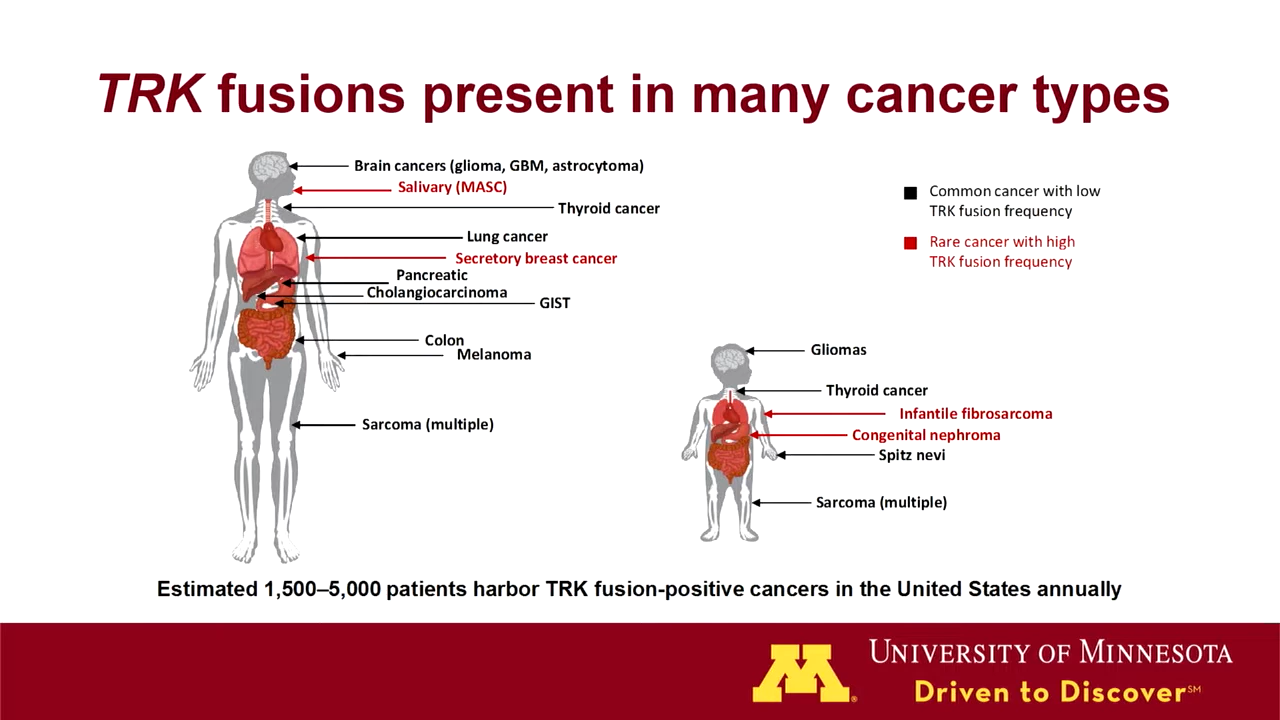 TRK fusions present in many cancer types
Brain cancers (glioma, GBM, astrocytoma)
Salivary (MASC)
Thyroid cancer
Lung cancer
Secretory breast cancer
Pancreatic
Cholangiocarcinoma
GIST
Colon
Melanoma
Sarcoma (multiple)
Common cancer with low
TRK fusion frequency
Rare cancer with high
TRK fusion frequency
Gliomas
Thyroid cancer
Infantile fibrosarcoma
Congenital nephroma
Spitz nevi
Sarcoma (multiple)
Estimated 1,500–5,000 patients harbor TRK fusion-positive cancers in the United States annually
M®
UNIVERSITY OF MINNESOTA
Driven to Discover℠